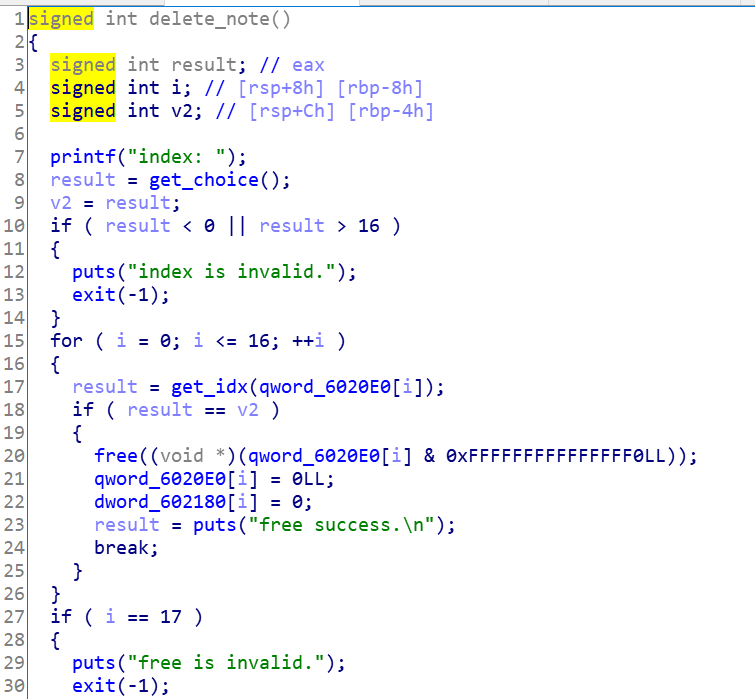 1 signed int delete_note()
2 {
3   signed int result; // eax
4   signed int i; // [rsp+8h] [rbp-8h]
5   signed int v2; // [rsp+Ch] [rbp-4h]
6
7   printf("index: ");
8   result = get_choice();
9   v2 = result;
10   if ( result < 0 || result > 16 )
11   {
12     puts("index is invalid.");
13     exit(-1);
14   }
15   for ( i = 0; i <= 16; ++i )
16   {
17     result = get_idx(qword_6020E0[i]);
18     if ( result == v2 )
19     {
20       free((void *)(qword_6020E0[i] & 0xFFFFFFFFFFFFFFF0LL));
21       qword_6020E0[i] = 0LL;
22       dword_602180[i] = 0;
23       result = puts("free success.\n");
24       break;
25     }
26   }
27   if ( i == 17 )
28   {
29     puts("free is invalid.");
30     exit(-1);